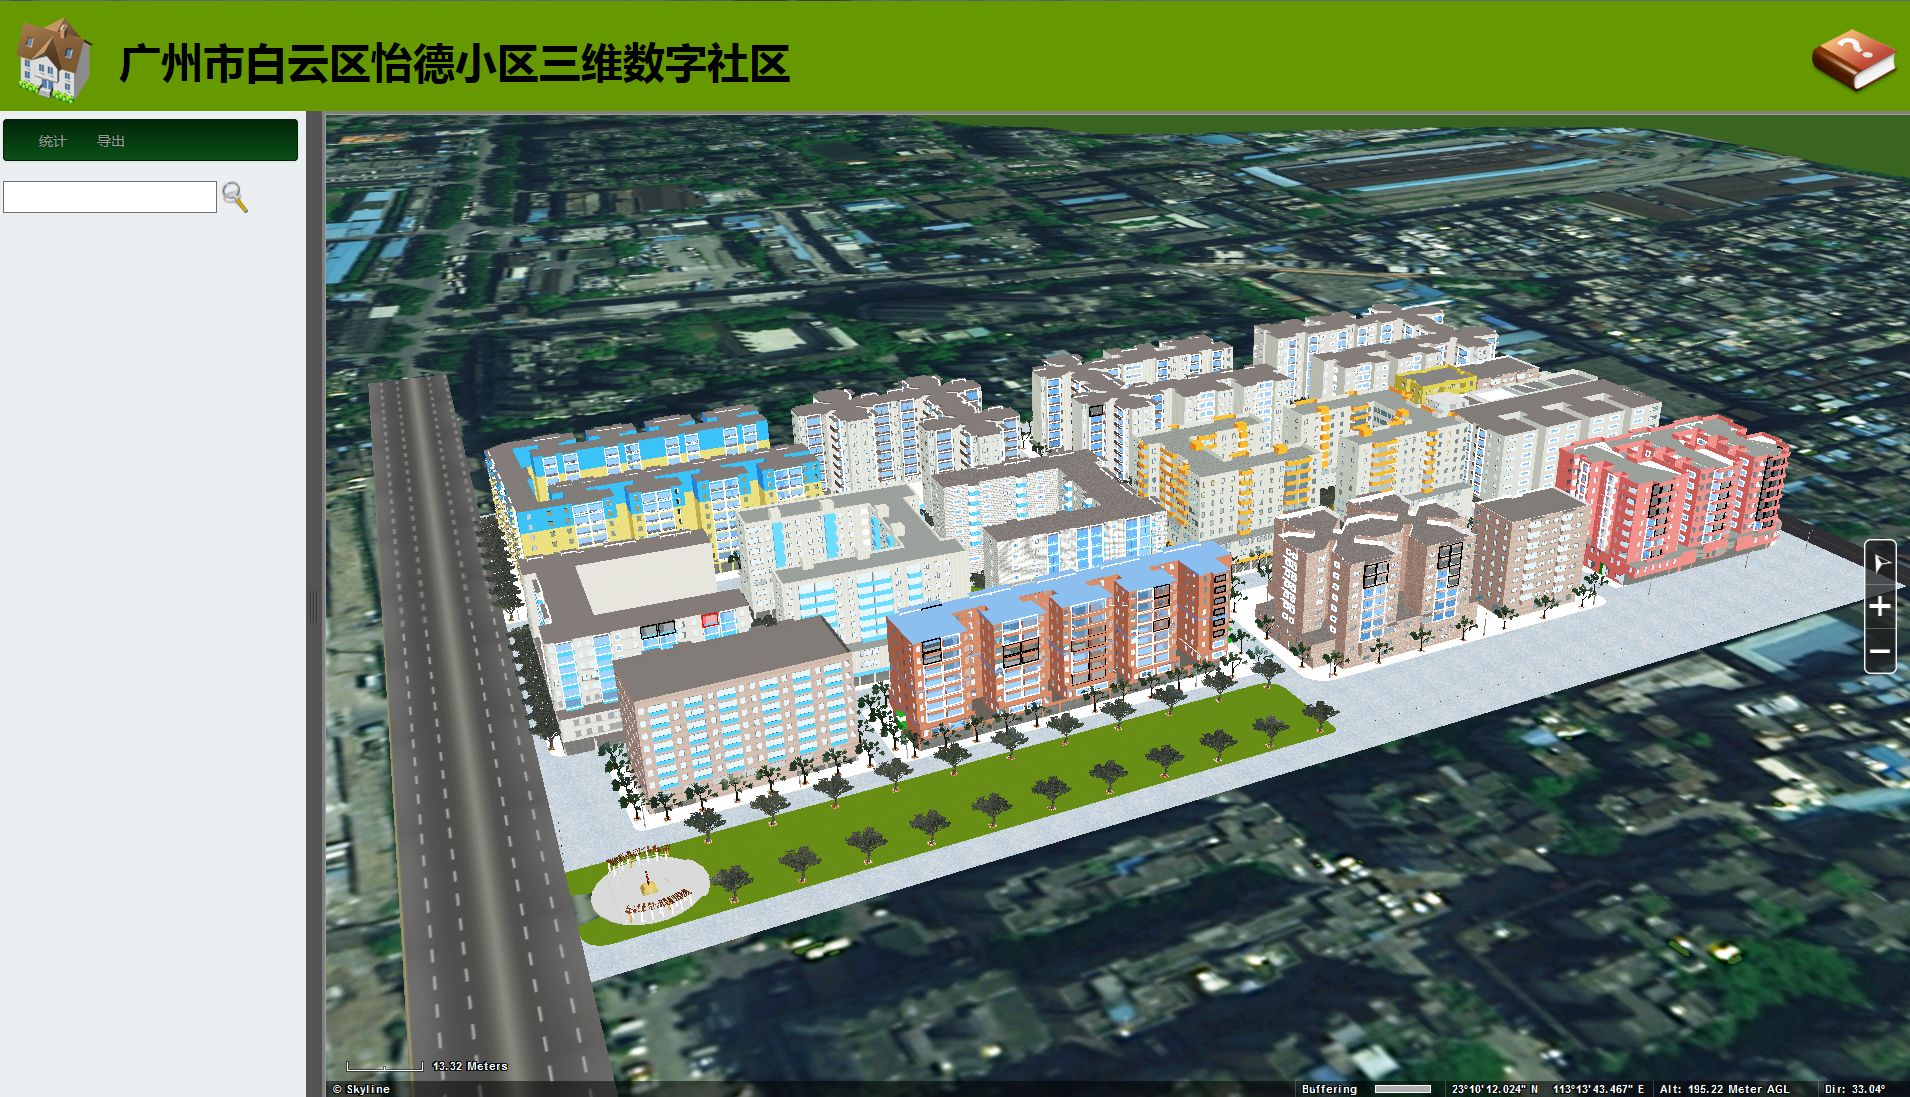 广州市白云区怡德小区三维数字社区
统计 导出
13.32 Meters
© Skyline
Buffering 23°10'12.024" N 113°13'43.467" E Alt: 195.22 Meter AGL Dir: 33.04°